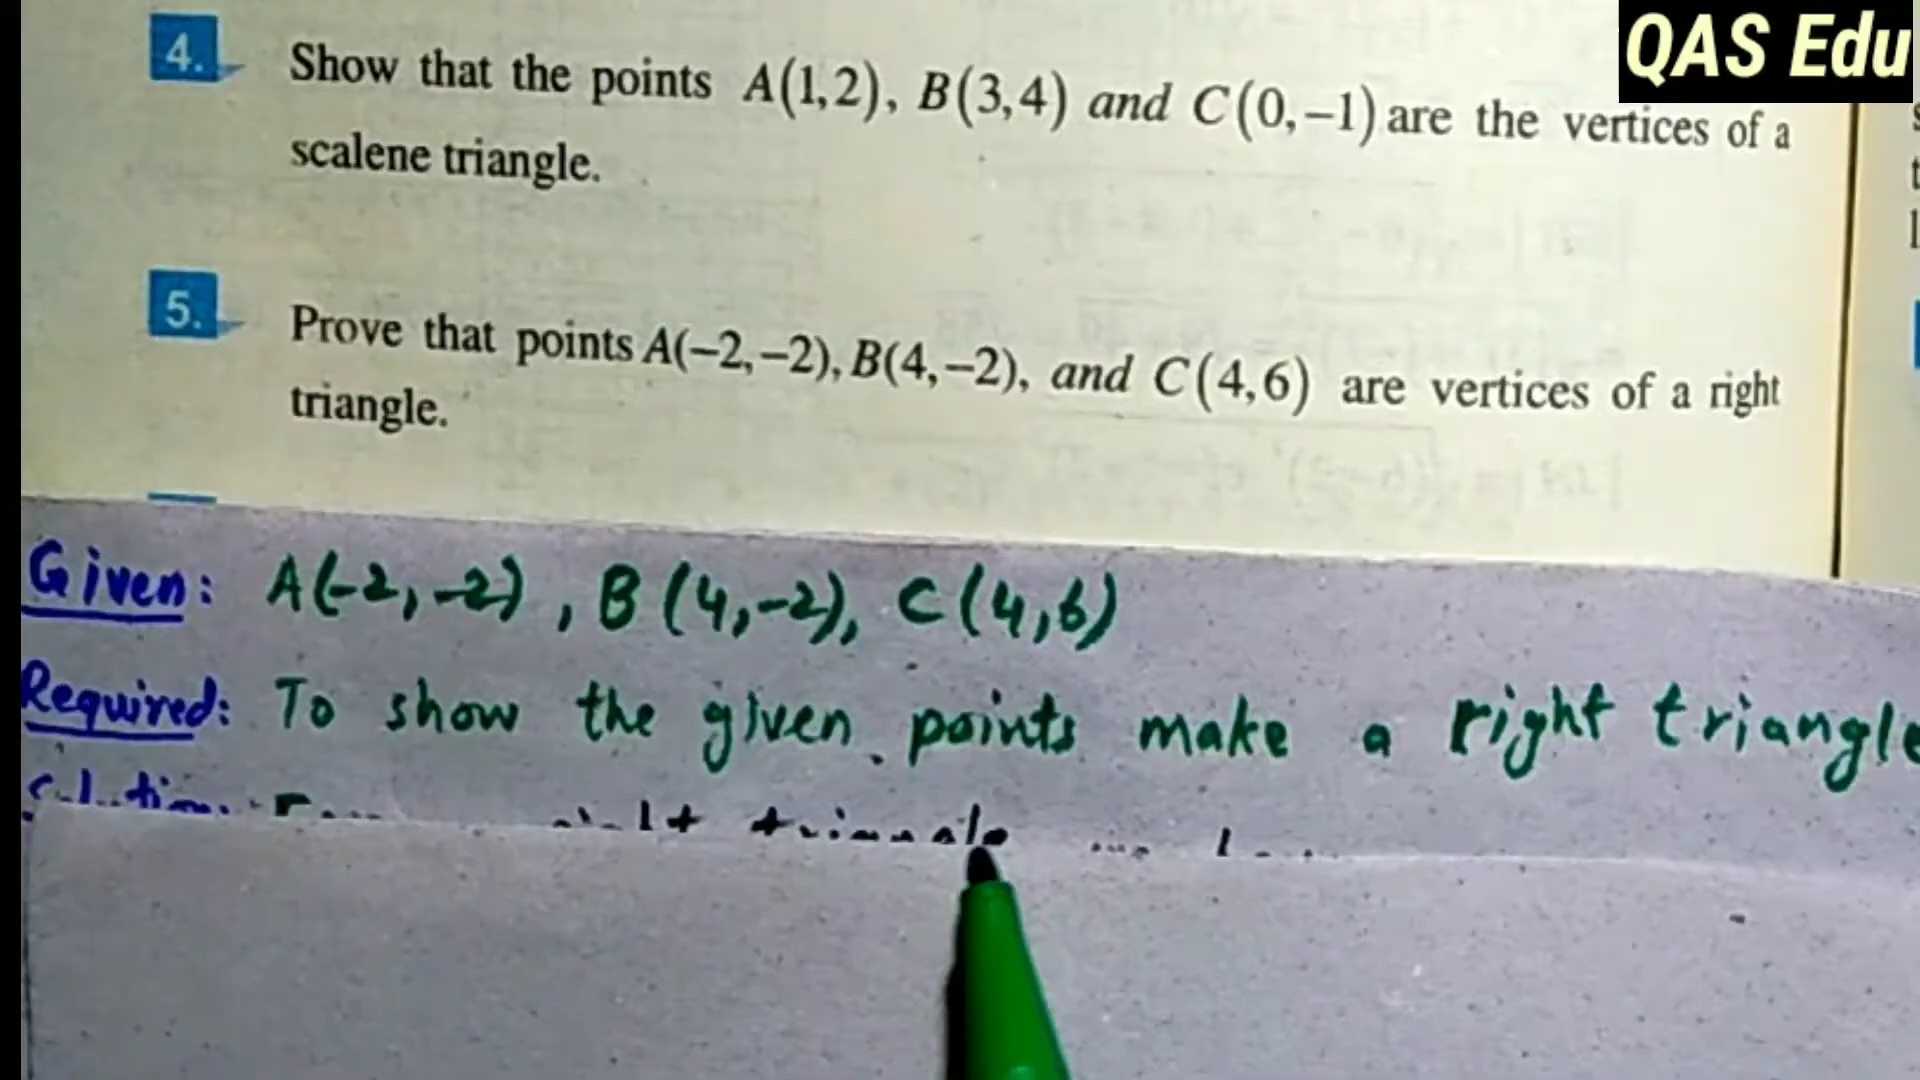 QAS Edu
4. Show that the points A(1,2), B(3,4) and C(0,−1) are the vertices of a
scalene triangle.
5. Prove that points A(−2,−2), B(4,−2), and C(4,6) are vertices of a right
triangle.
Given: A(-2,-2), B(4,-2), C(4,6)
Required: To show the given points make a right triangle